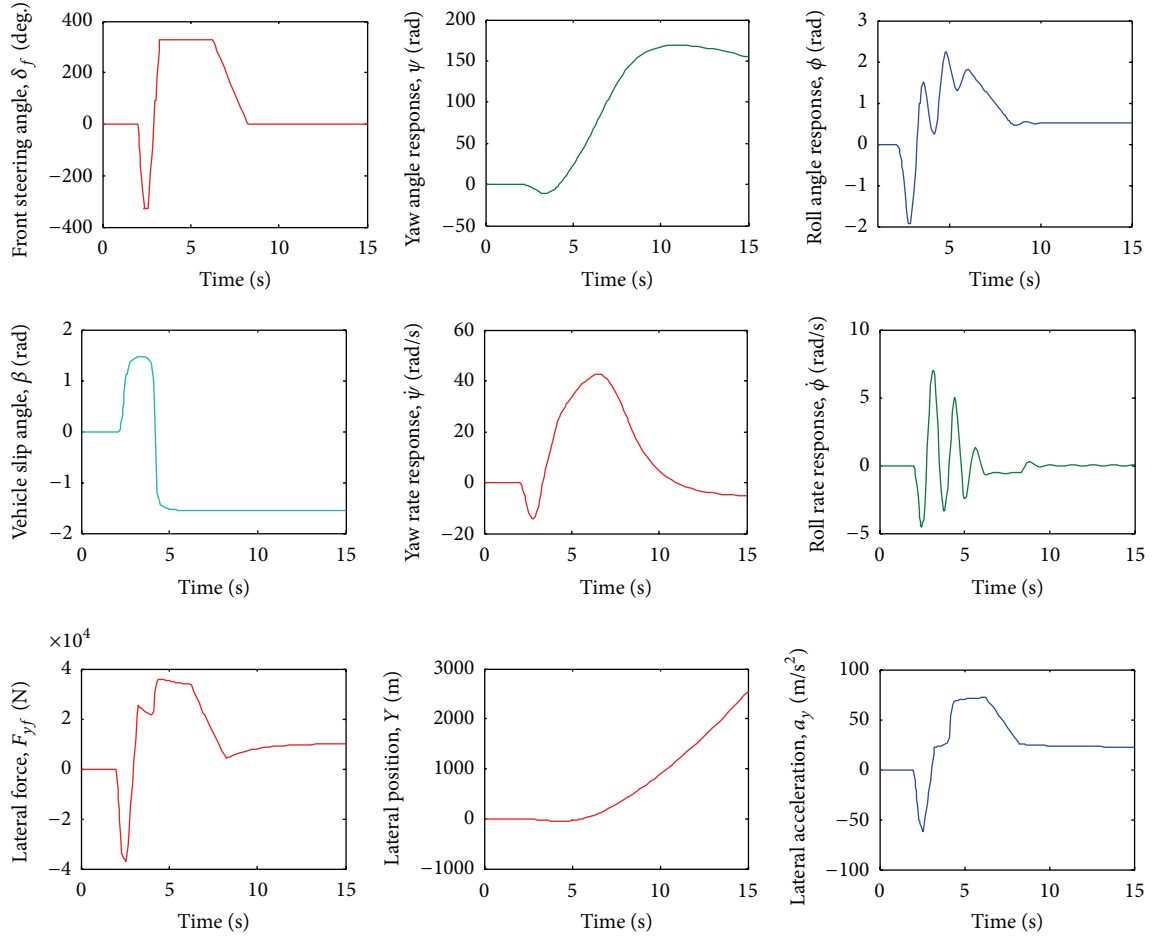 Front steering angle, δf (deg.)
400
200
0
−200
−400
0 5 10 15
Time (s)
Yaw angle response, ψ (rad)
200
150
100
50
0
−50
0 5 10 15
Time (s)
Roll angle response, ϕ (rad)
3
2
1
0
−1
−2
5 10 15
Time (s)
Vehicle slip angle, β (rad)
2
1
0
−1
−2
0 5 10 15
Time (s)
Yaw rate response, ψ̇ (rad/s)
60
40
20
0
−20
0 5 10 15
Time (s)
Roll rate response, ϕ̇ (rad/s)
10
5
0
−5
0 5 10 15
Time (s)
×10⁴
Lateral force, Fyf (N)
4
2
0
−2
−4
0 5 10 15
Time (s)
Lateral position, Y (m)
3000
2000
1000
0
−1000
0 5 10 15
Time (s)
Lateral acceleration, ay (m/s²)
100
50
0
−50
−100
0 5 10 15
Time (s)